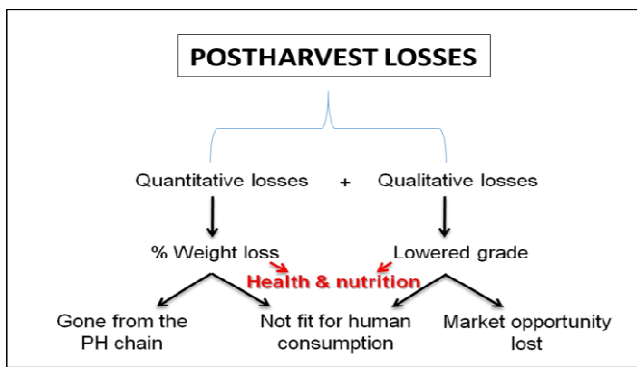 POSTHARVEST LOSSES
Quantitative losses + Qualitative losses
% Weight loss Lowered grade
Health & nutrition
Gone from the Not fit for human Market opportunity
PH chain consumption lost